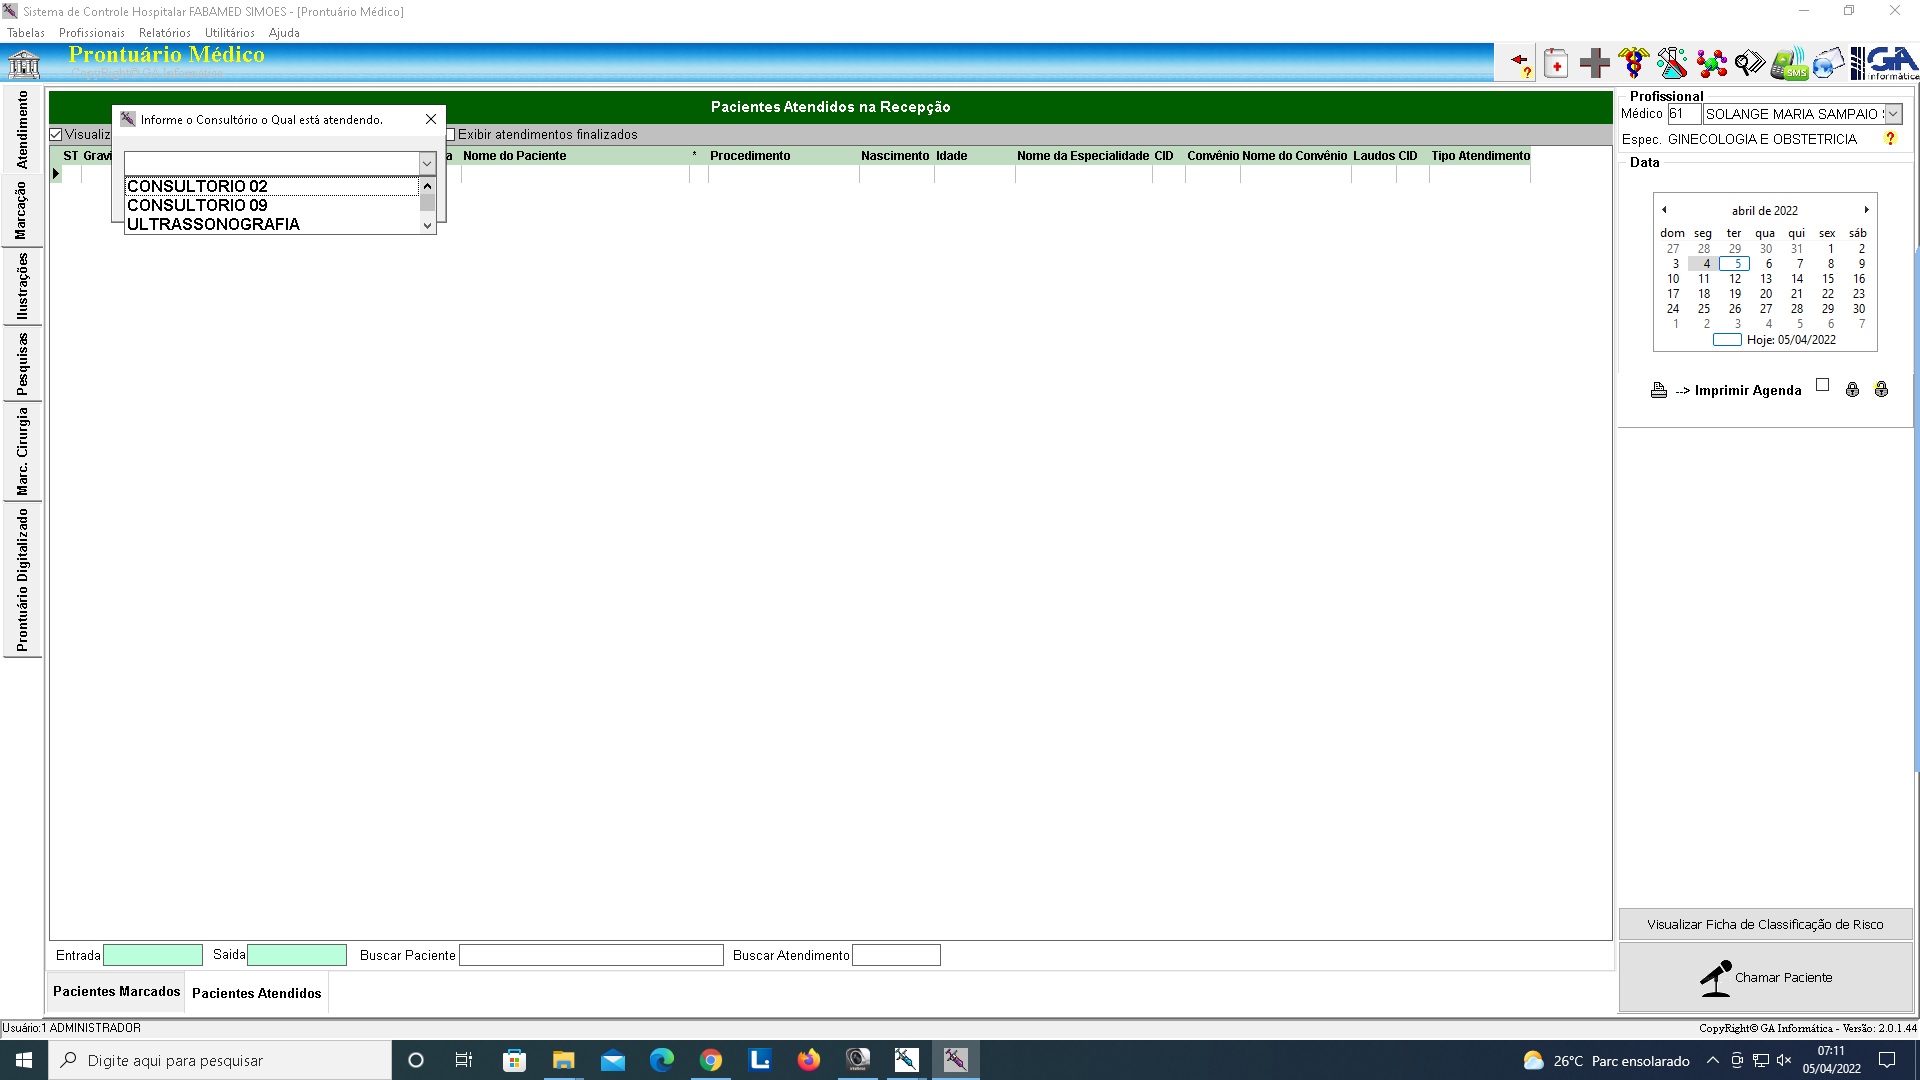 Sistema de Controle Hospitalar FABAMED SIMOES - [Prontuário Médico]
Tabelas Profissionais Relatórios Utilitários Ajuda
Prontuário Médico
CopyRight© GA Informática
SMS
GA
informática
Atendimento
Marcação
Ilustrações
Pesquisas
Marc. Cirurgia
Prontuário Digitalizado
Pacientes Atendidos na Recepção
Visualiz
Exibir atendimentos finalizados
ST Gravi
a Nome do Paciente * Procedimento Nascimento Idade Nome da Especialidade CID Convênio Nome do Convênio Laudos CID Tipo Atendimento
Informe o Consultório o Qual está atendendo.
CONSULTORIO 02
CONSULTORIO 09
ULTRASSONOGRAFIA
Profissional
Médico 61 SOLANGE MARIA SAMPAIO
Espec. GINECOLOGIA E OBSTETRICIA ?
Data
abril de 2022
dom seg ter qua qui sex sáb
27 28 29 30 31 1 2
3 4 5 6 7 8 9
10 11 12 13 14 15 16
17 18 19 20 21 22 23
24 25 26 27 28 29 30
1 2 3 4 5 6 7
Hoje: 05/04/2022
--> Imprimir Agenda
Visualizar Ficha de Classificação de Risco
Chamar Paciente
Entrada Saida Buscar Paciente Buscar Atendimento
Pacientes Marcados Pacientes Atendidos
Usuário:1 ADMINISTRADOR
CopyRight© GA Informática - Versão: 2.0.1.44
Digite aqui para pesquisar
26°C Parc ensolarado
07:11
05/04/2022